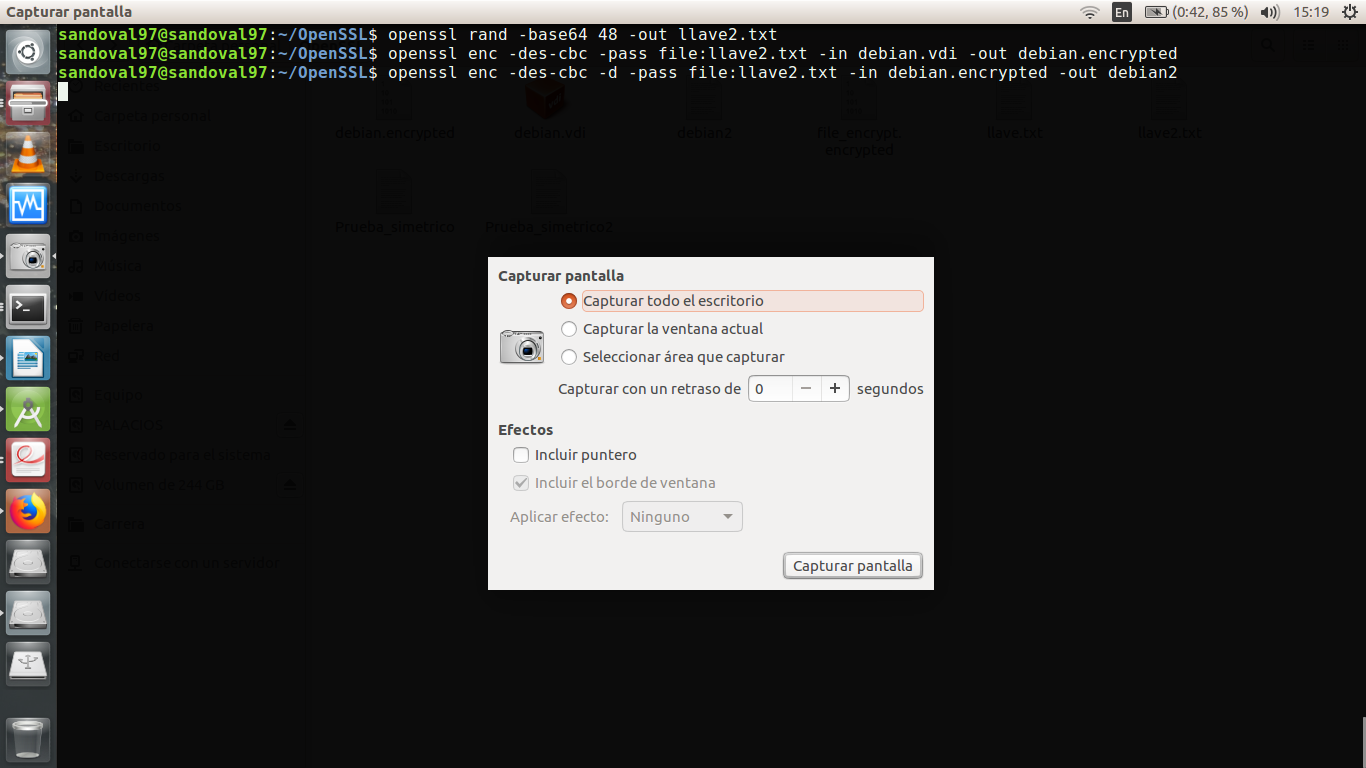 Capturar pantalla
En
(0:42, 85 %)
15:19
sandoval97@sandoval97:~/OpenSSL$ openssl rand -base64 48 -out llave2.txt
sandoval97@sandoval97:~/OpenSSL$ openssl enc -des-cbc -pass file:llave2.txt -in debian.vdi -out debian.encrypted
sandoval97@sandoval97:~/OpenSSL$ openssl enc -des-cbc -d -pass file:llave2.txt -in debian.encrypted -out debian2
Recientes
Carpeta personal
Escritorio
Descargas
Documentos
Imágenes
Música
Vídeos
Papelera
Red
Equipo
PALACIOS
Reservado para el sistema
Volumen de 244 GB
Carrera
Conectarse con un servidor
debian.encrypted
debian.vdi
debian2
file_encrypt.
encrypted
llave.txt
llave2.txt
Prueba_simetrico
Prueba_simetrico2
Capturar pantalla
Capturar todo el escritorio
Capturar la ventana actual
Seleccionar área que capturar
Capturar con un retraso de 0 segundos
Efectos
Incluir puntero
Incluir el borde de ventana
Aplicar efecto: Ninguno
Capturar pantalla